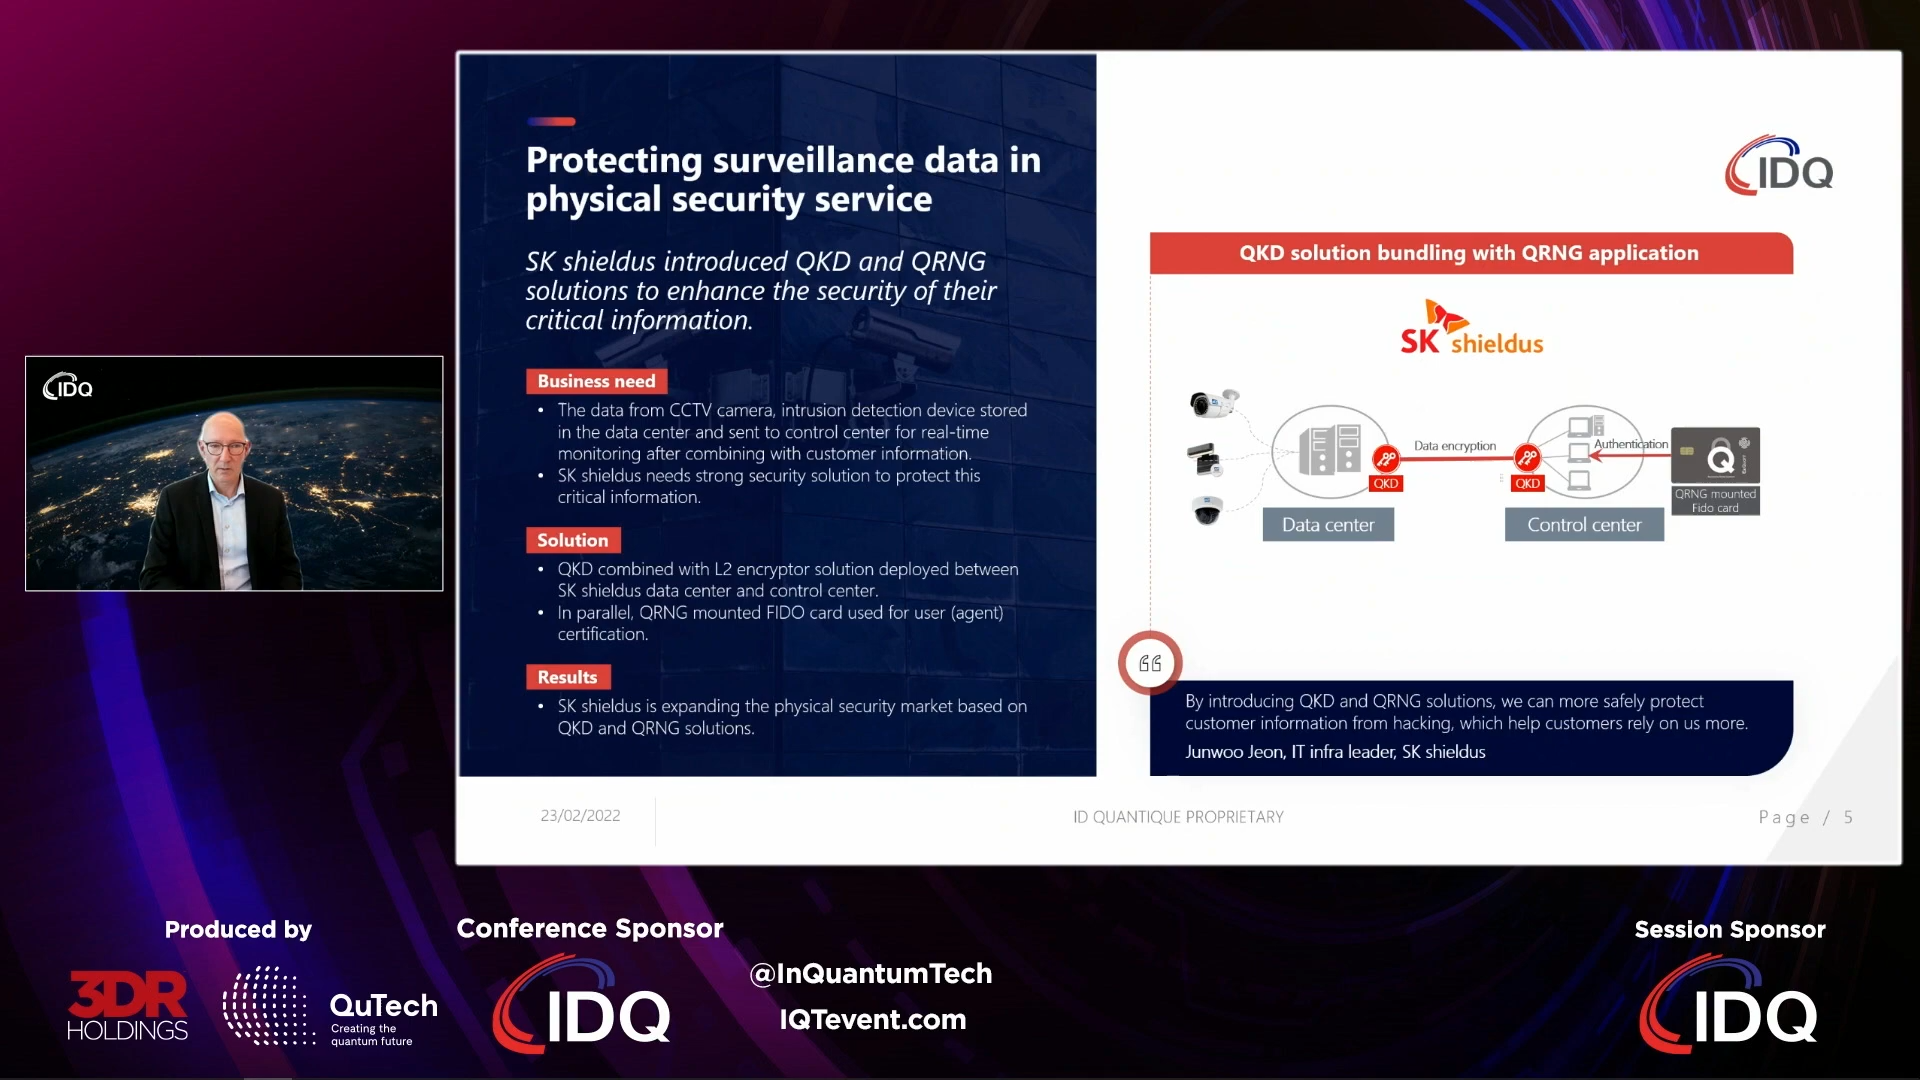 IDQ
Protecting surveillance data in
physical security service
SK shieldus introduced QKD and QRNG
solutions to enhance the security of their
critical information.
Business need
• The data from CCTV camera, intrusion detection device stored
in the data center and sent to control center for real-time
monitoring after combining with customer information.
• SK shieldus needs strong security solution to protect this
critical information.
Solution
• QKD combined with L2 encryptor solution deployed between
SK shieldus data center and control center.
• In parallel, QRNG mounted FIDO card used for user (agent)
certification.
Results
• SK shieldus is expanding the physical security market based on
QKD and QRNG solutions.
IDQ
QKD solution bundling with QRNG application
SK shieldus
Data encryption
Authentication
Q
QKD
QKD
QRNG mounted
Fido card
Data center
Control center
By introducing QKD and QRNG solutions, we can more safely protect
customer information from hacking, which help customers rely on us more.
Junwoo Jeon, IT infra leader, SK shieldus
23/02/2022
ID QUANTIQUE PROPRIETARY
Page / 5
Produced by
3DR
HOLDINGS
QuTech
Creating the
quantum future
Conference Sponsor
IDQ
@InQuantumTech
IQTevent.com
Session Sponsor
IDQ